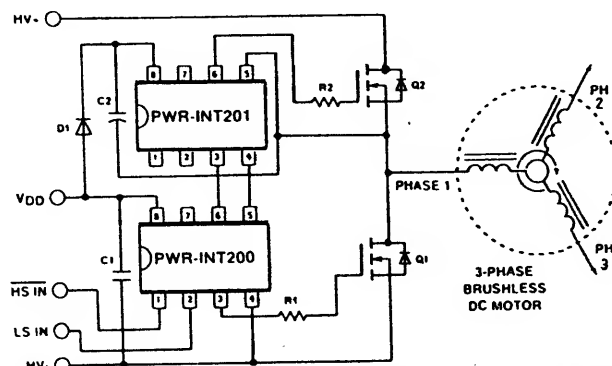 HV+
8 7 6 5
C2
R2
Q2
PH
2
D1
PWR-INT201
1 2 3 4
VDD
PHASE 1
8 7 6 5
C1
PWR-INT200
Q1
PH
3
HS IN
1 2 3 4
R1
3-PHASE
BRUSHLESS
DC MOTOR
LS IN
HV-